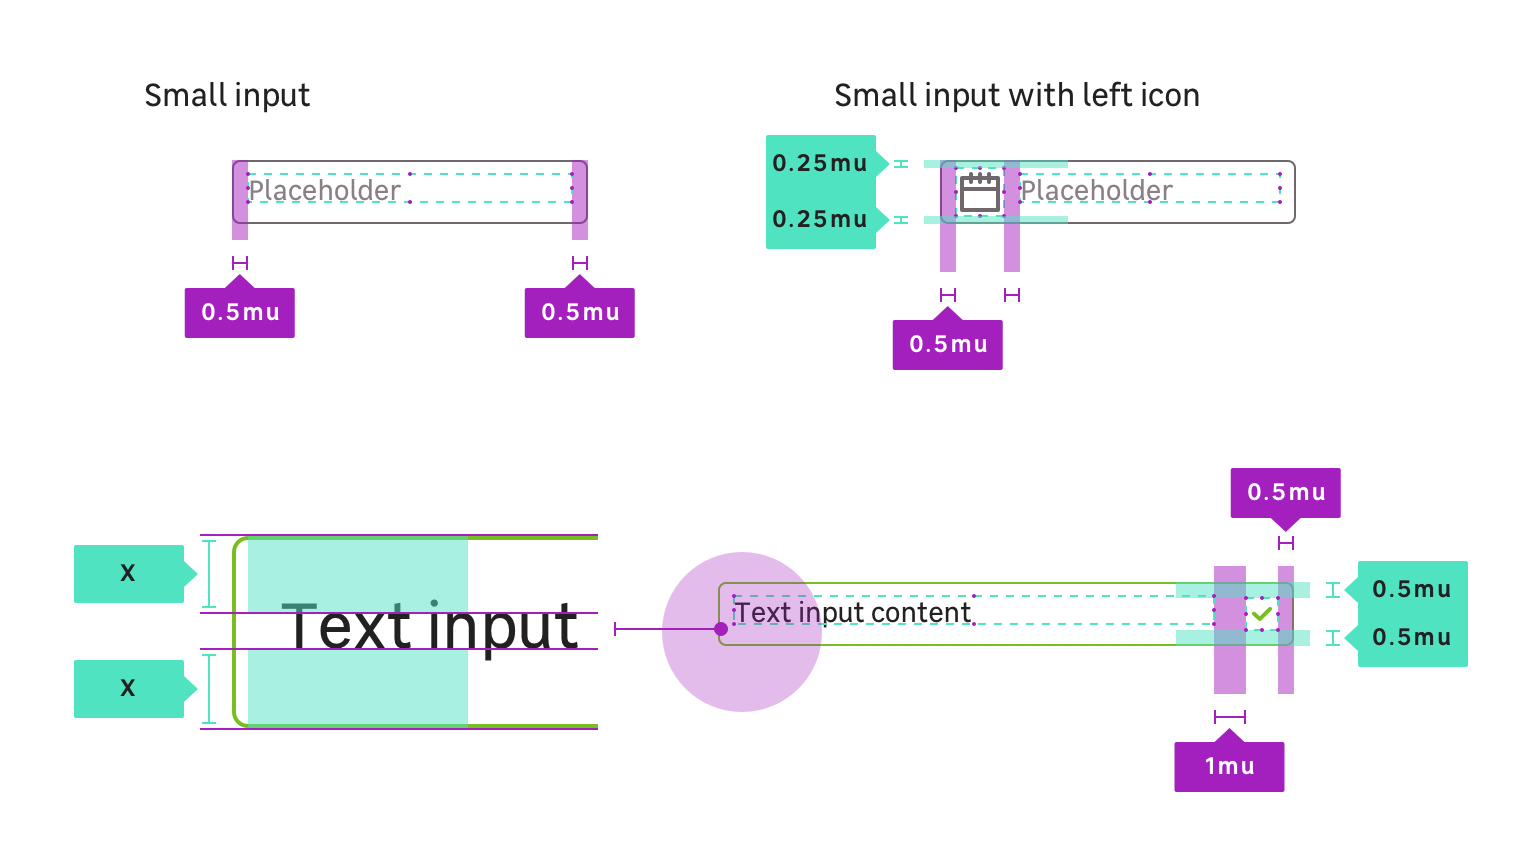 Small input
Placeholder
0.5mu
0.5mu
Small input with left icon
0.25mu
0.25mu
Placeholder
0.5mu
X
X
Text input
Text input content
0.5mu
0.5mu
0.5mu
1mu